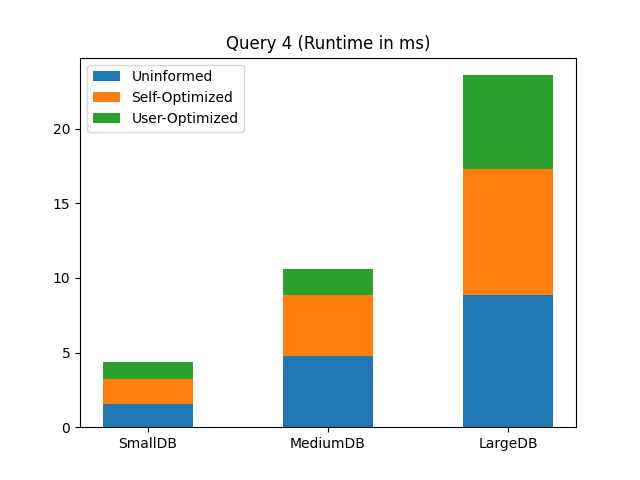 Query 4 (Runtime in ms)
Uninformed
Self-Optimized
User-Optimized
20
15
10
5
0
SmallDB MediumDB LargeDB